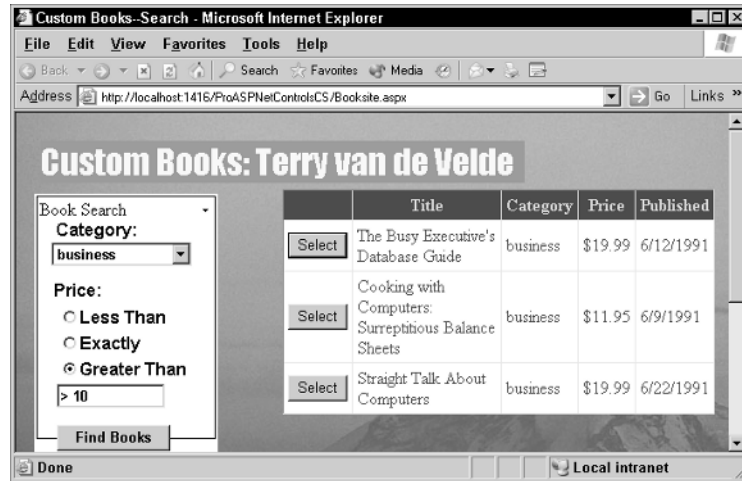 Custom Books--Search - Microsoft Internet Explorer
File Edit View Favorites Tools Help
Back Search Favorites Media
Address http://localhost:1416/ProASPNetControlsCS/Booksite.aspx Go Links »
Custom Books: Terry van de Velde
Book Search
Category:
business
Price:
Less Than
Exactly
Greater Than
> 10
Find Books
Title Category Price Published
Select The Busy Executive's Database Guide business $19.99 6/12/1991
Select Cooking with Computers: Surreptitious Balance Sheets business $11.95 6/9/1991
Select Straight Talk About Computers business $19.99 6/22/1991
Done Local intranet